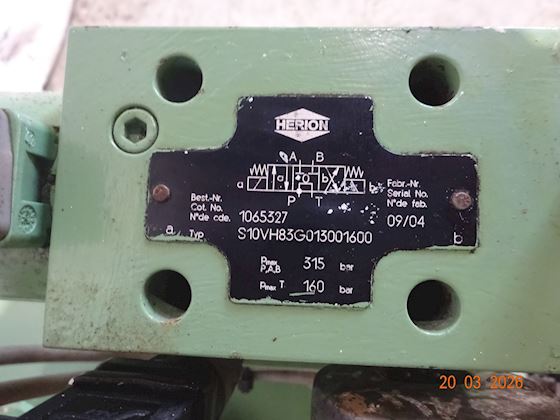 HERION
A B
a a 0 b b
P T
Best.-Nr. Fabr.-Nr.
Cat. No. Serial No.
N° de cde. 1065327 N° de fab. 09/04
a Typ S10VH83G013001600 b
Pmax
P,A,B 315 bar
Pmax T 160 bar
20 03 2026